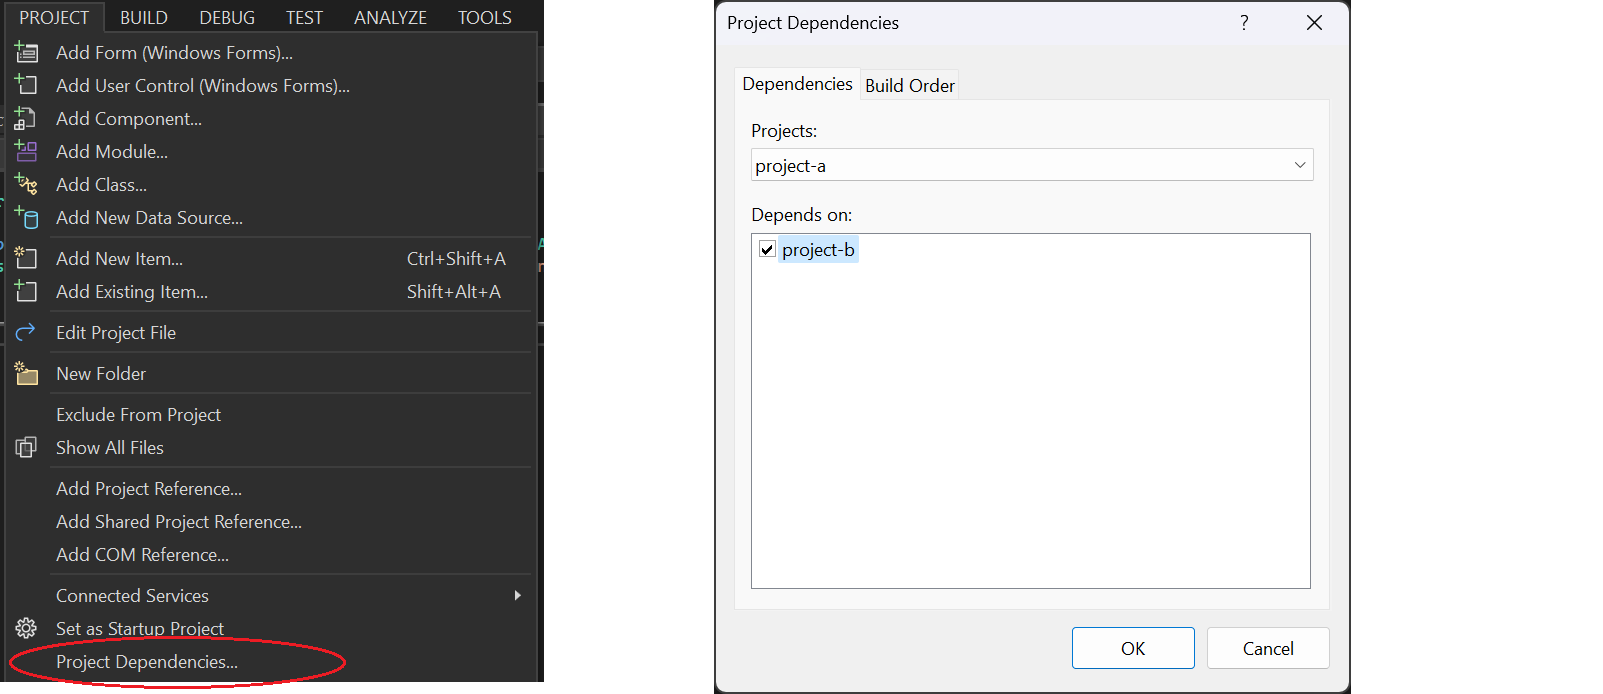 PROJECT BUILD DEBUG TEST ANALYZE TOOLS
Add Form (Windows Forms)...
Add User Control (Windows Forms)...
Add Component...
Add Module...
Add Class...
Add New Data Source...
Add New Item... Ctrl+Shift+A
Add Existing Item... Shift+Alt+A
Edit Project File
New Folder
Exclude From Project
Show All Files
Add Project Reference...
Add Shared Project Reference...
Add COM Reference...
Connected Services
Set as Startup Project
Project Dependencies...
Project Dependencies ?
Dependencies Build Order
Projects:
project-a
Depends on:
project-b
OK Cancel